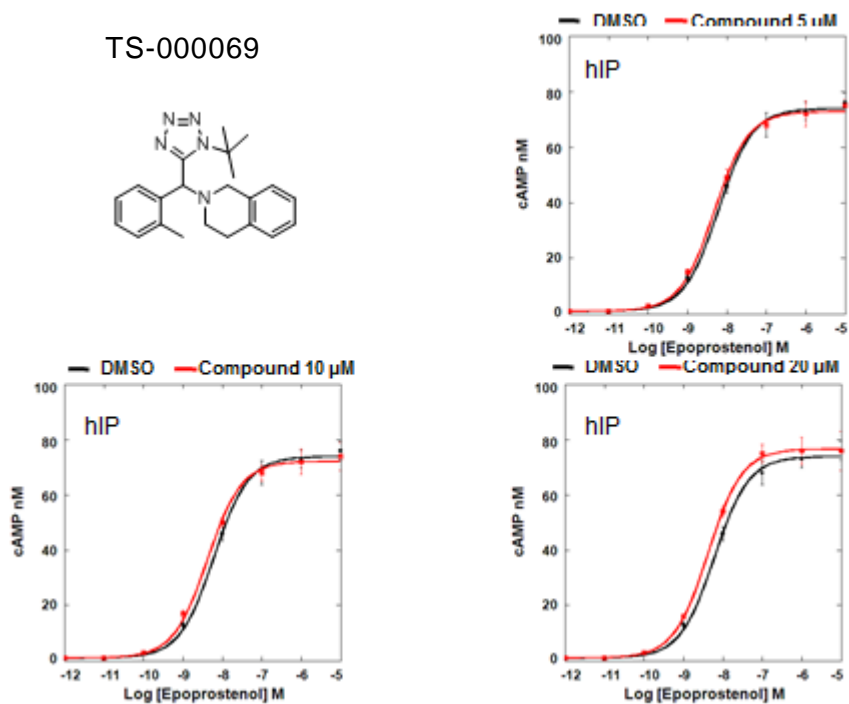 TS-000069
N=N
N N
N
DMSO Compound 5 µM
hIP
cAMP nM
100
80
60
40
20
0
-12 -11 -10 -9 -8 -7 -6 -5
Log [Epoprostenol] M
DMSO Compound 10 µM
hIP
cAMP nM
100
80
60
40
20
0
-12 -11 -10 -9 -8 -7 -6 -5
Log [Epoprostenol] M
DMSO Compound 20 µM
hIP
cAMP nM
100
80
60
40
20
0
-12 -11 -10 -9 -8 -7 -6 -5
Log [Epoprostenol] M